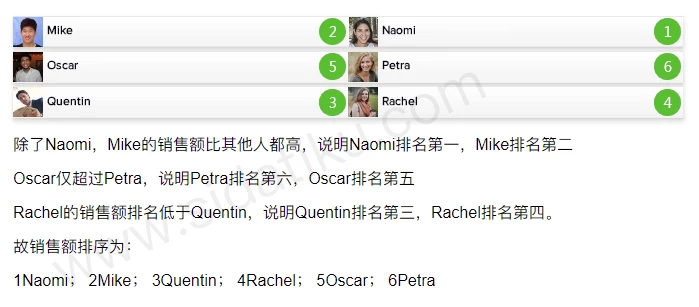 Mike 2 Naomi 1
Oscar 5 Petra 6
Quentin 3 Rachel 4
除了Naomi，Mike的销售额比其他人都高，说明Naomi排名第一，Mike排名第二
Oscar仅超过Petra，说明Petra排名第六，Oscar排名第五
Rachel的销售额排名低于Quentin，说明Quentin排名第三，Rachel排名第四。
故销售额排序为：
1Naomi； 2Mike； 3Quentin； 4Rachel； 5Oscar； 6Petra
www.sidatiku.com